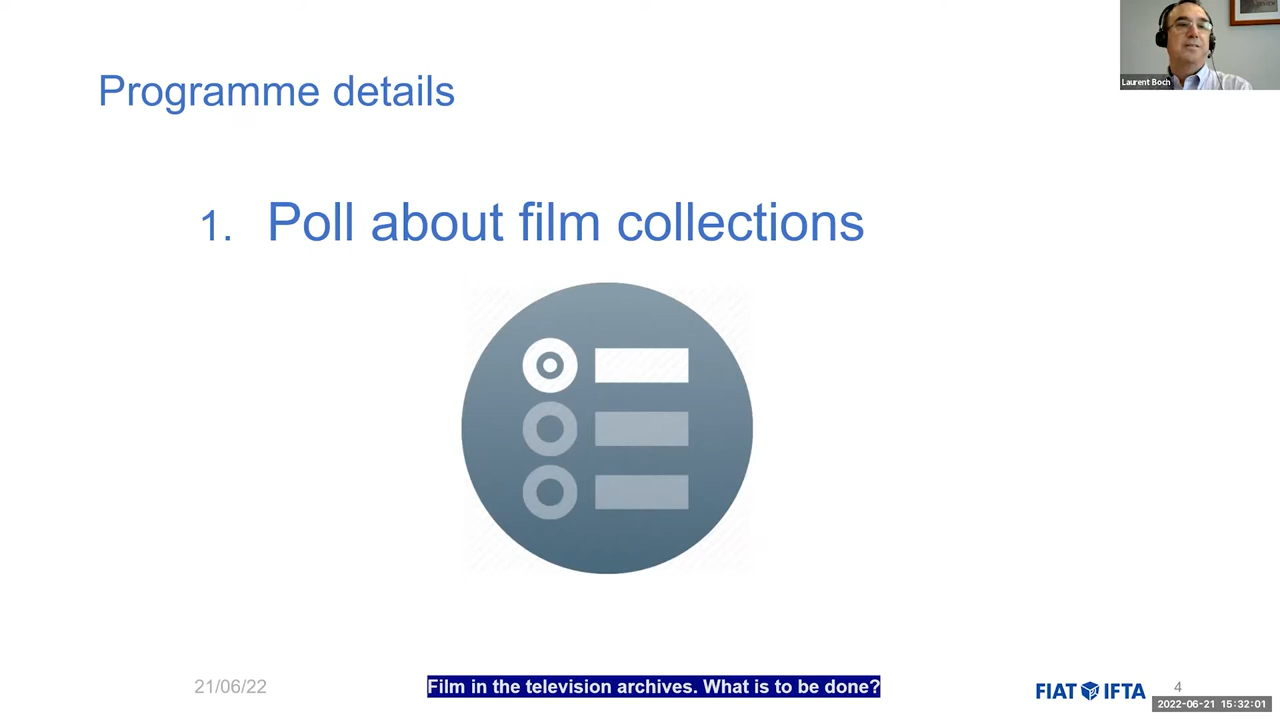 Laurent Boch
Programme details
1. Poll about film collections
21/06/22
Film in the television archives. What is to be done?
FIAT IFTA
4
2022-06-21 15:32:01